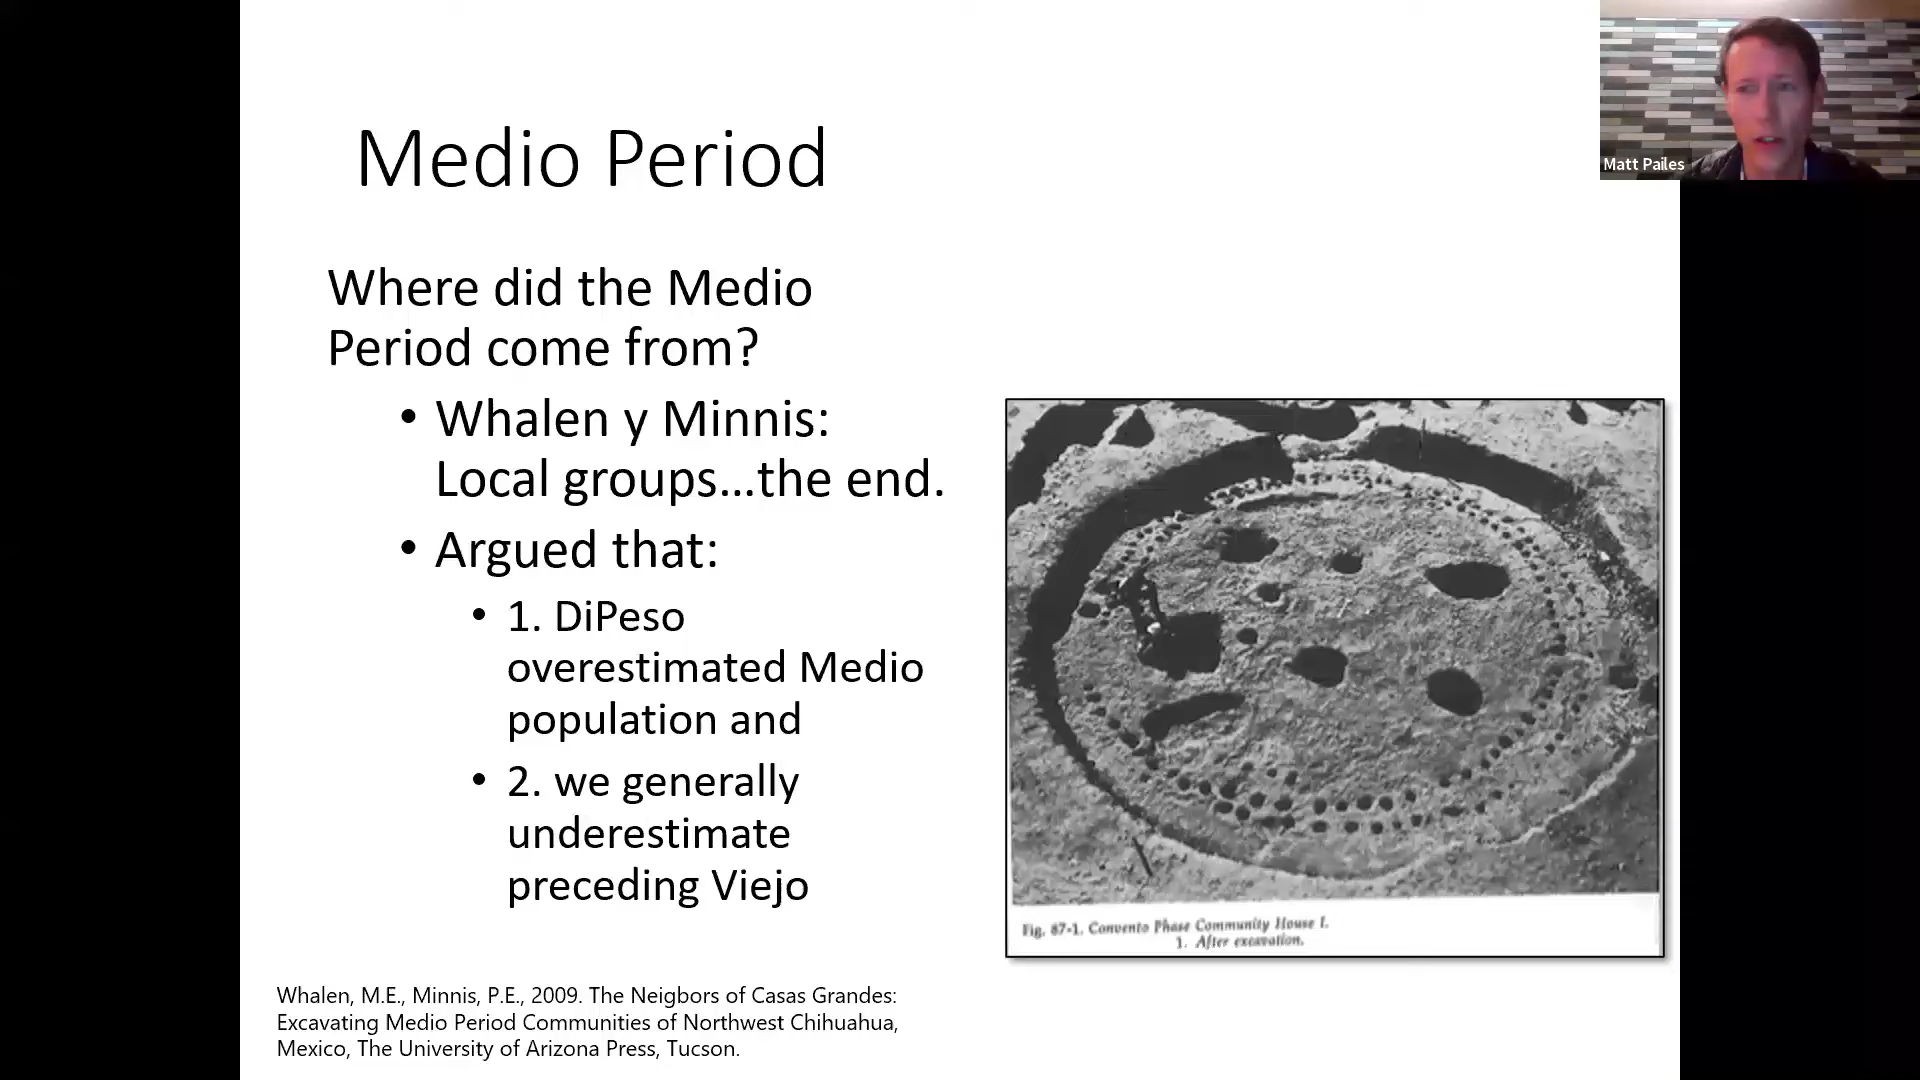 Medio Period
Matt Pailes
Where did the Medio
Period come from?
• Whalen y Minnis:
Local groups...the end.
• Argued that:
• 1. DiPeso
overestimated Medio
population and
• 2. we generally
underestimate
preceding Viejo
Fig. 87-1. Convento Phase Community House I.
1. After excavation.
Whalen, M.E., Minnis, P.E., 2009. The Neigbors of Casas Grandes:
Excavating Medio Period Communities of Northwest Chihuahua,
Mexico, The University of Arizona Press, Tucson.